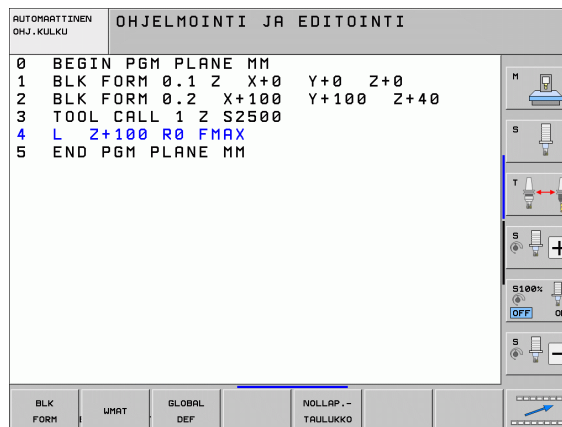 AUTOMAATTINEN
OHJ.KULKU
OHJELMOINTI JA EDITOINTI
0 BEGIN PGM PLANE MM
1 BLK FORM 0.1 Z X+0 Y+0 Z+0
2 BLK FORM 0.2 X+100 Y+100 Z+40
3 TOOL CALL 1 Z S2500
4 L Z+100 R0 FMAX
5 END PGM PLANE MM
M
S
T
S
+
S100%
OFF
S
-
BLK
FORM
WMAT
GLOBAL
DEF
NOLLAP.-
TAULUKKO